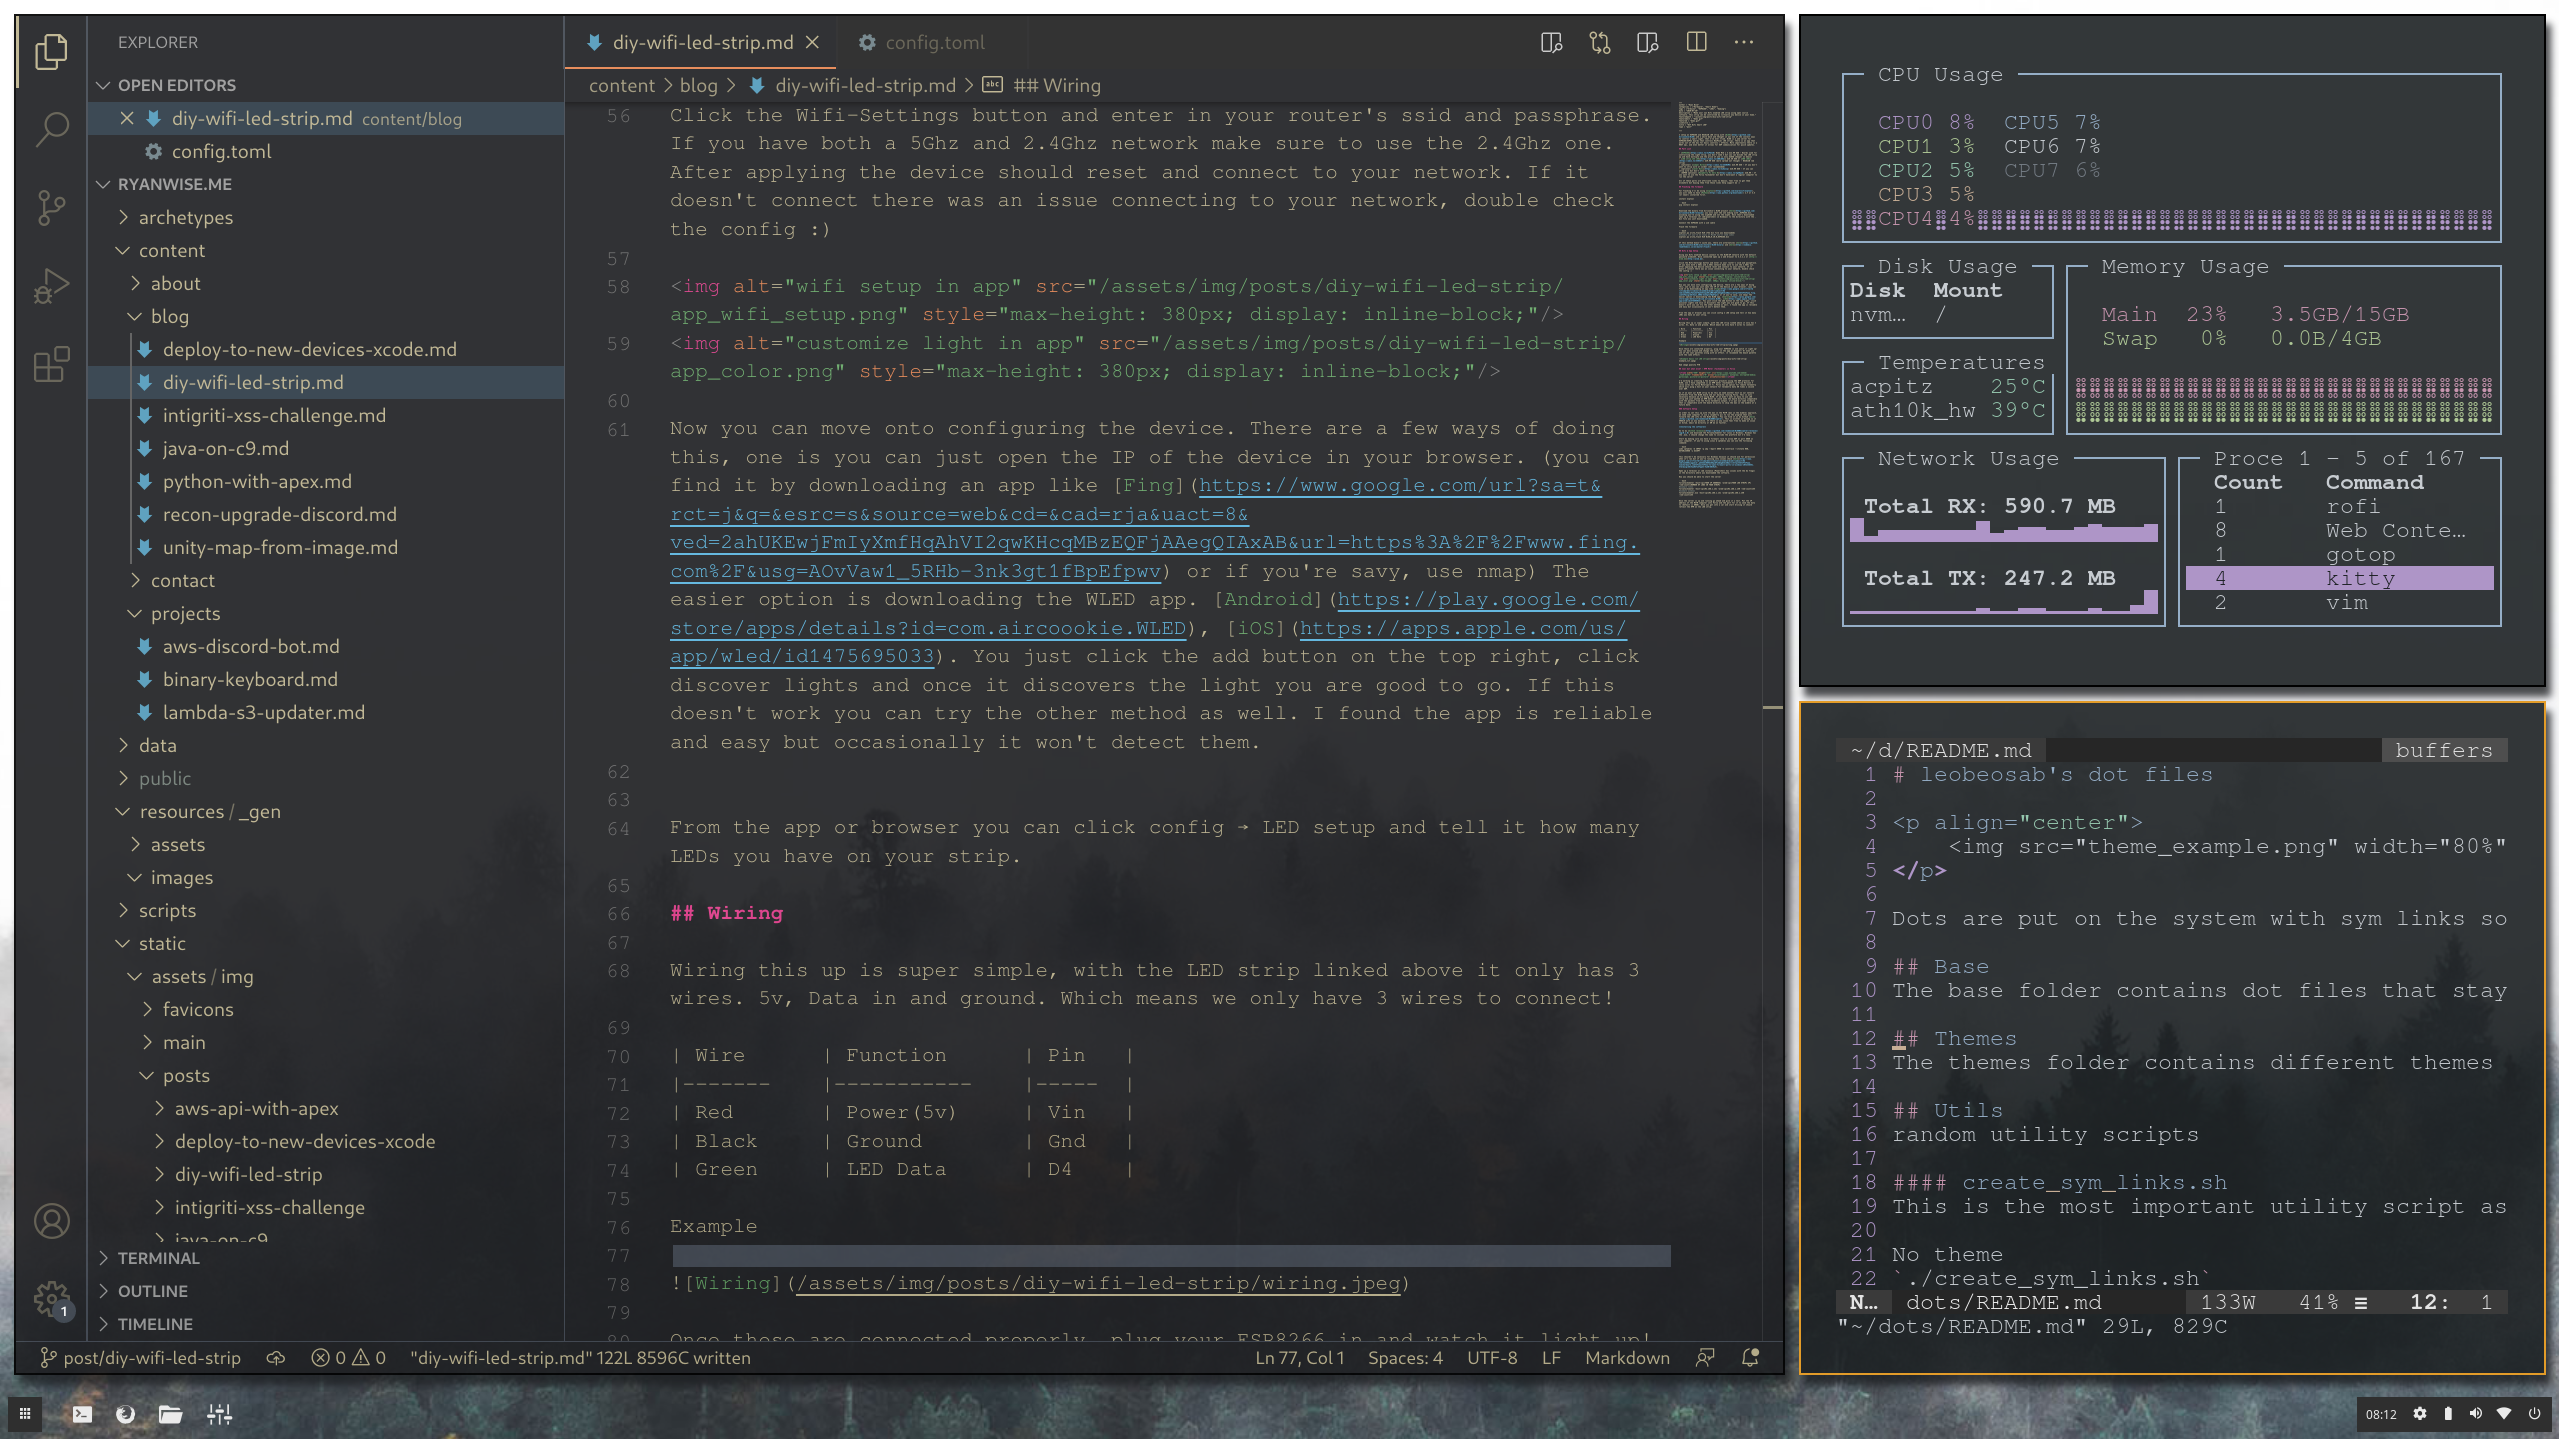 EXPLORER
OPEN EDITORS
diy-wifi-led-strip.md content/blog
config.toml
RYANWISE.ME
archetypes
content
about
blog
deploy-to-new-devices-xcode.md
diy-wifi-led-strip.md
intigriti-xss-challenge.md
java-on-c9.md
python-with-apex.md
recon-upgrade-discord.md
unity-map-from-image.md
contact
projects
aws-discord-bot.md
binary-keyboard.md
lambda-s3-updater.md
data
public
resources / _gen
assets
images
scripts
static
assets / img
favicons
main
posts
aws-api-with-apex
deploy-to-new-devices-xcode
diy-wifi-led-strip
intigriti-xss-challenge
java-on-c9
TERMINAL
OUTLINE
TIMELINE
1
diy-wifi-led-strip.md
config.toml
content > blog > diy-wifi-led-strip.md > abc ## Wiring
56 Click the Wifi-Settings button and enter in your router's ssid and passphrase.
If you have both a 5Ghz and 2.4Ghz network make sure to use the 2.4Ghz one.
After applying the device should reset and connect to your network. If it
doesn't connect there was an issue connecting to your network, double check
the config :)
57
58 <img alt="wifi setup in app" src="/assets/img/posts/diy-wifi-led-strip/
app_wifi_setup.png" style="max-height: 380px; display: inline-block;"/>
59 <img alt="customize light in app" src="/assets/img/posts/diy-wifi-led-strip/
app_color.png" style="max-height: 380px; display: inline-block;"/>
60
61 Now you can move onto configuring the device. There are a few ways of doing
this, one is you can just open the IP of the device in your browser. (you can
find it by downloading an app like [Fing](https://www.google.com/url?sa=t&
rct=j&q=&esrc=s&source=web&cd=&cad=rja&uact=8&
ved=2ahUKEwjFmIyXmfHqAhVI2qwKHcqMBzEQFjAAegQIAxAB&url=https%3A%2F%2Fwww.fing.
com%2F&usg=AOvVaw1_5RHb-3nk3gt1fBpEfpwv) or if you're savy, use nmap) The
easier option is downloading the WLED app. [Android](https://play.google.com/
store/apps/details?id=com.aircoookie.WLED), [iOS](https://apps.apple.com/us/
app/wled/id1475695033). You just click the add button on the top right, click
discover lights and once it discovers the light you are good to go. If this
doesn't work you can try the other method as well. I found the app is reliable
and easy but occasionally it won't detect them.
62
63
64 From the app or browser you can click config → LED setup and tell it how many
LEDs you have on your strip.
65
66 ## Wiring
67
68 Wiring this up is super simple, with the LED strip linked above it only has 3
wires. 5v, Data in and ground. Which means we only have 3 wires to connect!
69
70 | Wire | Function | Pin |
71 |-------|-----------|-----|
72 | Red | Power(5v) | Vin |
73 | Black | Ground | Gnd |
74 | Green | LED Data | D4 |
75
76 Example
77
78 ![Wiring](/assets/img/posts/diy-wifi-led-strip/wiring.jpeg)
79
80 Once those are connected properly, plug your ESP8266 in and watch it light up!
post/diy-wifi-led-strip 0 0 "diy-wifi-led-strip.md" 122L 8596C written
Ln 77, Col 1 Spaces: 4 UTF-8 LF Markdown
CPU Usage
CPU0 8% CPU5 7%
CPU1 3% CPU6 7%
CPU2 5% CPU7 6%
CPU3 5%
CPU4 4%
Disk Usage
Disk Mount
nvm… /
Temperatures
acpitz 25°C
ath10k_hw 39°C
Memory Usage
Main 23% 3.5GB/15GB
Swap 0% 0.0B/4GB
Network Usage
Total RX: 590.7 MB
Total TX: 247.2 MB
Proce 1 - 5 of 167
Count Command
1 rofi
8 Web Conte…
1 gotop
4 kitty
2 vim
~/d/README.md buffers
1 # leobeosab's dot files
2
3 <p align="center">
4 <img src="theme_example.png" width="80%"
5 </p>
6
7 Dots are put on the system with sym links so
8
9 ## Base
10 The base folder contains dot files that stay
11
12 ## Themes
13 The themes folder contains different themes
14
15 ## Utils
16 random utility scripts
17
18 #### create_sym_links.sh
19 This is the most important utility script as
20
21 No theme
22 `./create_sym_links.sh`
N… dots/README.md 133W 41% ≡ 12: 1
"~/dots/README.md" 29L, 829C
08:12